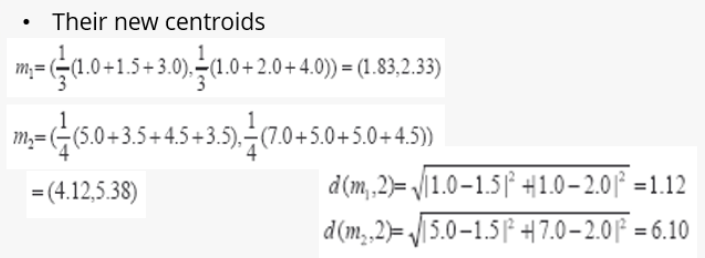 • Their new centroids
m₁= (1/3(1.0+1.5+3.0),1/3(1.0+2.0+4.0)) = (1.83,2.33)
m₂= (1/4(5.0+3.5+4.5+3.5),1/4(7.0+5.0+5.0+4.5))
= (4.12,5.38)
d(m₁,2)= √|1.0−1.5|² +|1.0−2.0|² =1.12
d(m₂,2)= √|5.0−1.5|² +|7.0−2.0|² =6.10